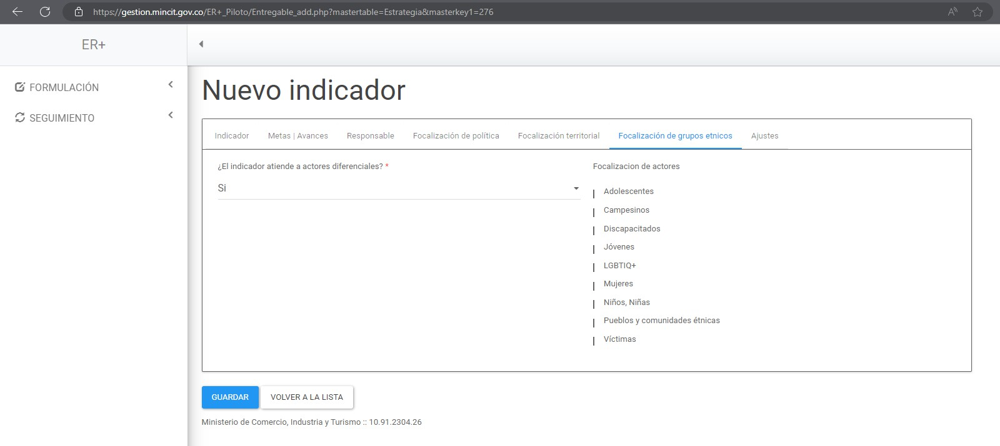 https://gestion.mincit.gov.co/ER+_Piloto/Entregable_add.php?mastertable=Estrategia&masterkey1=276
ER+
FORMULACIÓN
SEGUIMIENTO
Nuevo indicador
Indicador Metas | Avances Responsable Focalización de política Focalización territorial Focalización de grupos etnicos Ajustes
¿El indicador atiende a actores diferenciales? *
Si
Focalizacion de actores
Adolescentes
Campesinos
Discapacitados
Jóvenes
LGBTIQ+
Mujeres
Niños, Niñas
Pueblos y comunidades étnicas
Víctimas
GUARDAR VOLVER A LA LISTA
Ministerio de Comercio, Industria y Turismo :: 10.91.2304.26